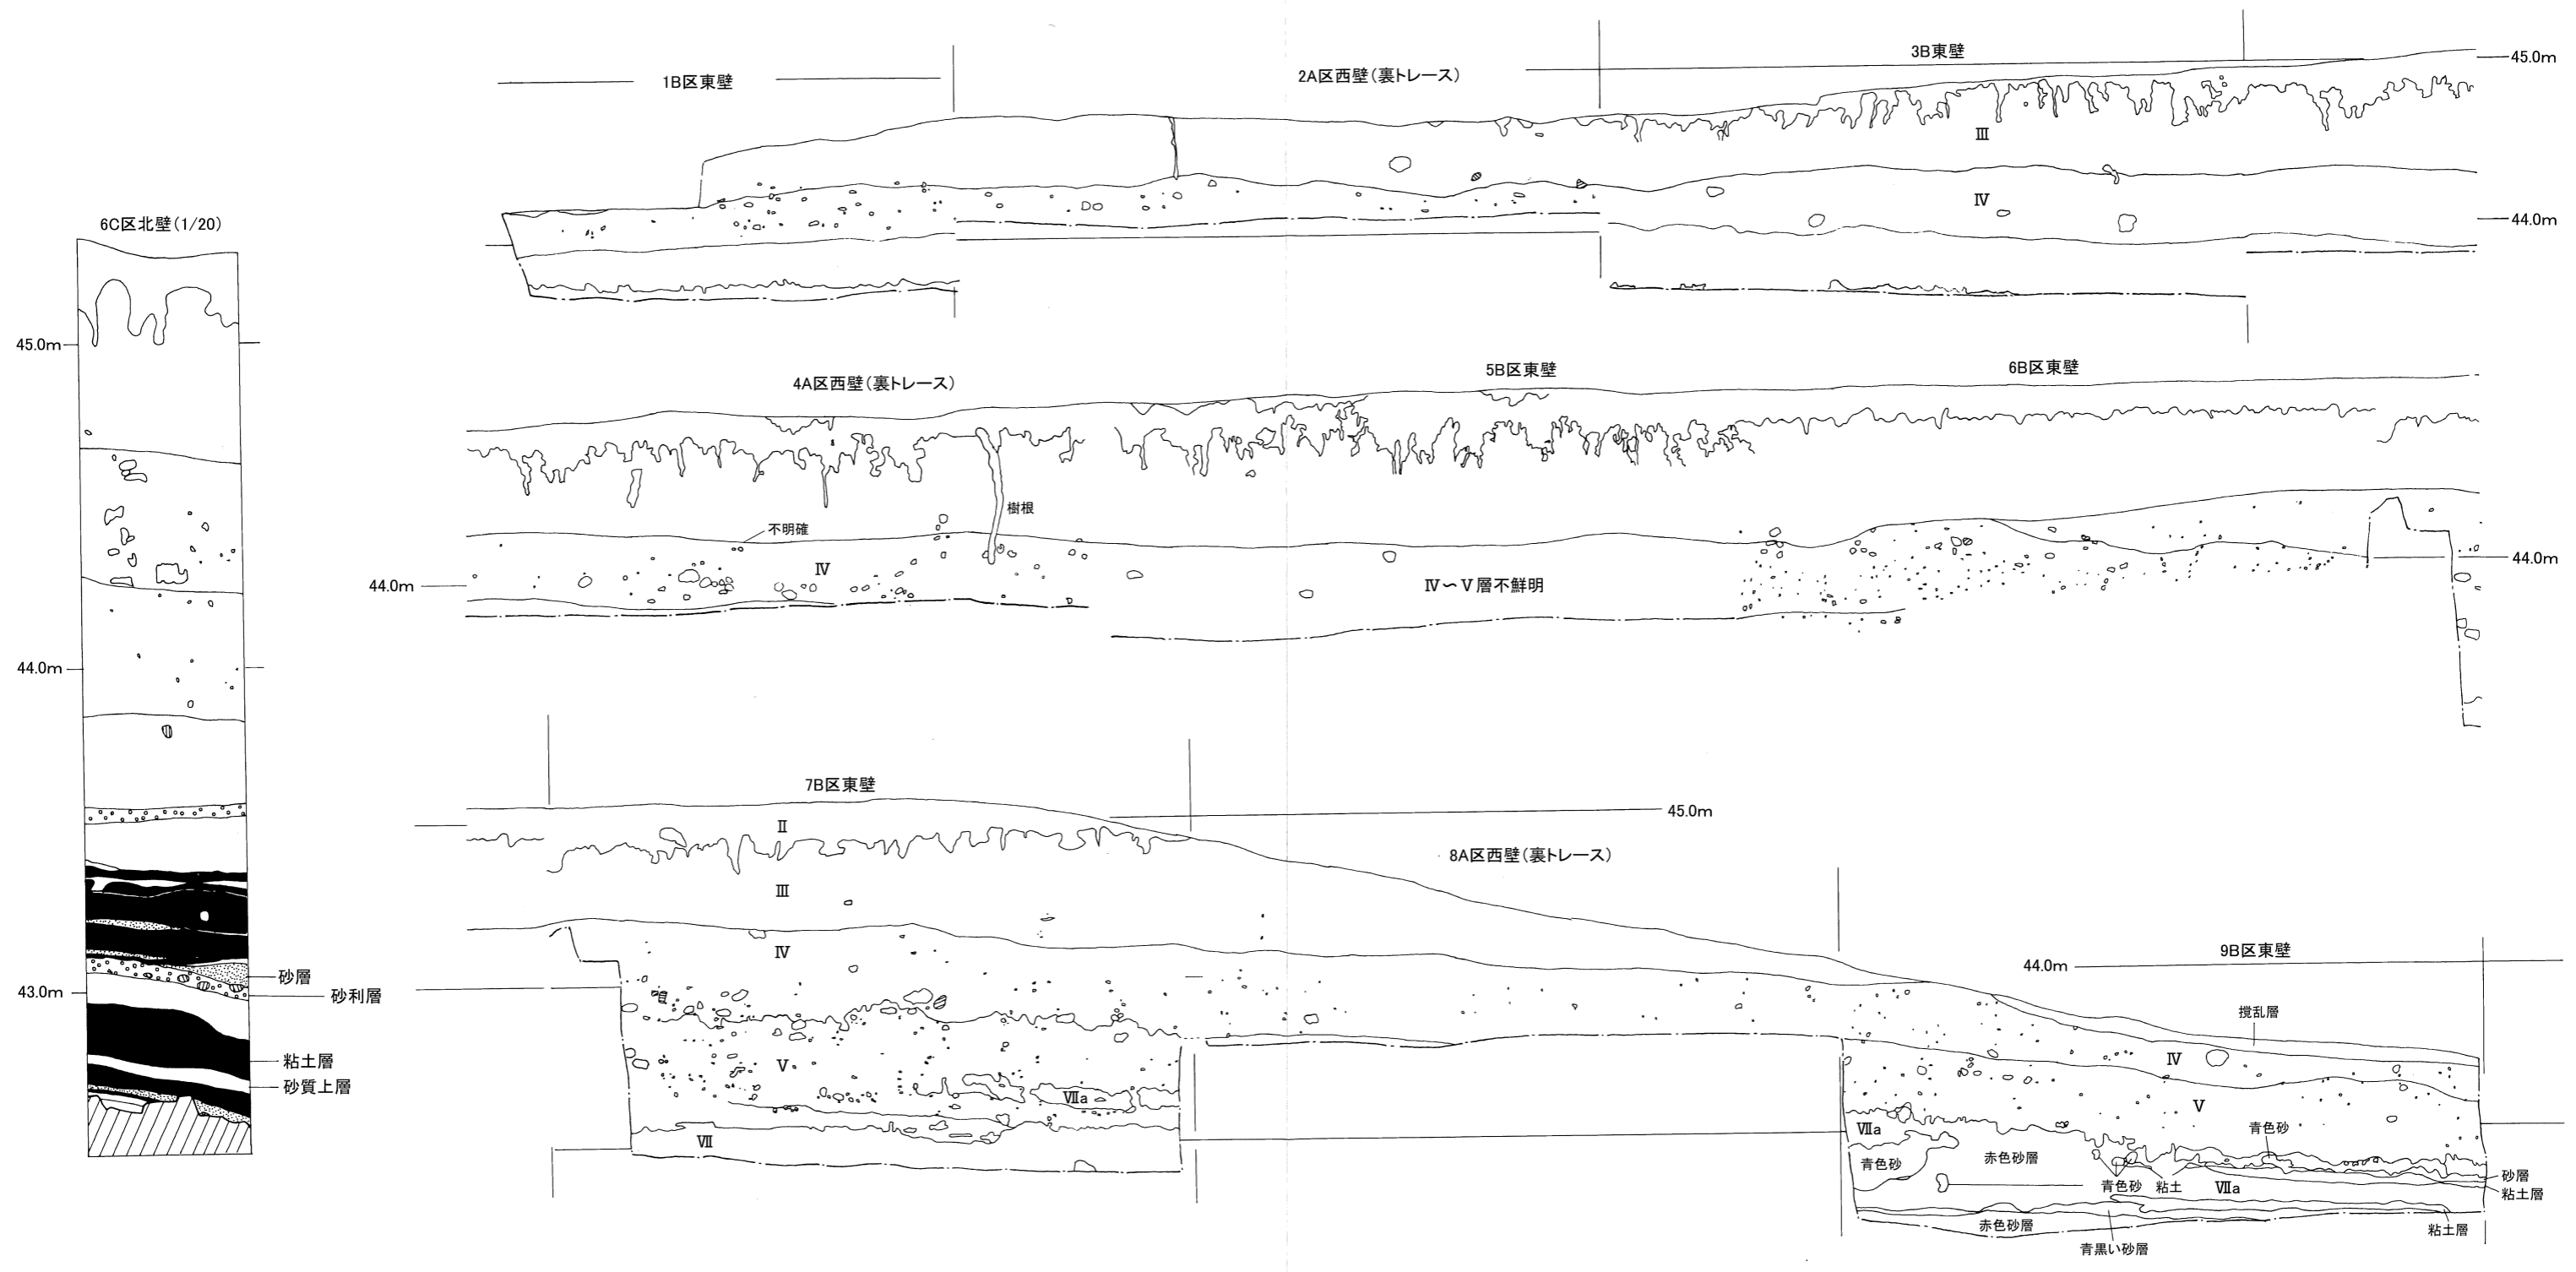 6C区北壁(1/20)
45.0m
44.0m
43.0m
砂層
砂利層
粘土層
砂質上層
1B区東壁
2A区西壁(裏トレース)
3B東壁
45.0m
Ⅲ
Ⅳ
44.0m
4A区西壁(裏トレース)
5B区東壁
6B区東壁
樹根
不明確
Ⅳ
44.0m
Ⅳ〜Ⅴ層不鮮明
44.0m
7B区東壁
45.0m
8A区西壁(裏トレース)
Ⅱ
Ⅲ
Ⅳ
Ⅴ
Ⅶa
Ⅶ
44.0m
9B区東壁
撹乱層
Ⅳ
Ⅴ
Ⅶa
青色砂
青色砂
赤色砂層
青色砂
粘土
Ⅶa
砂層
粘土層
赤色砂層
粘土層
青黒い砂層